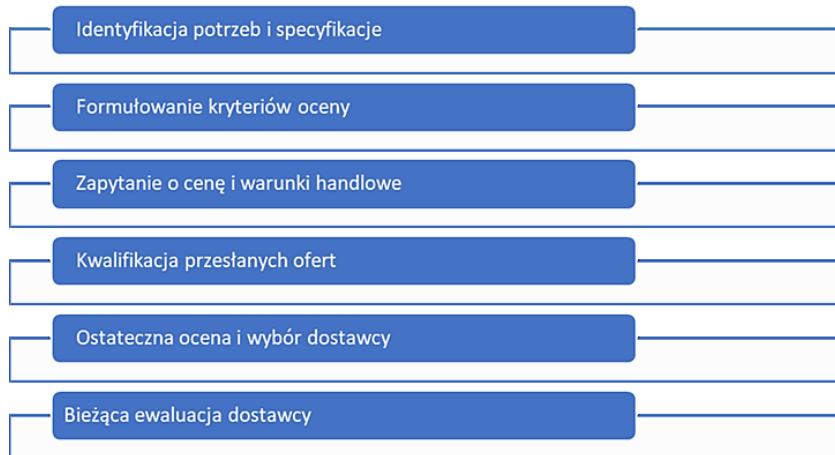 Identyfikacja potrzeb i specyfikacje
Formułowanie kryteriów oceny
Zapytanie o cenę i warunki handlowe
Kwalifikacja przesłanych ofert
Ostateczna ocena i wybór dostawcy
Bieżąca ewaluacja dostawcy